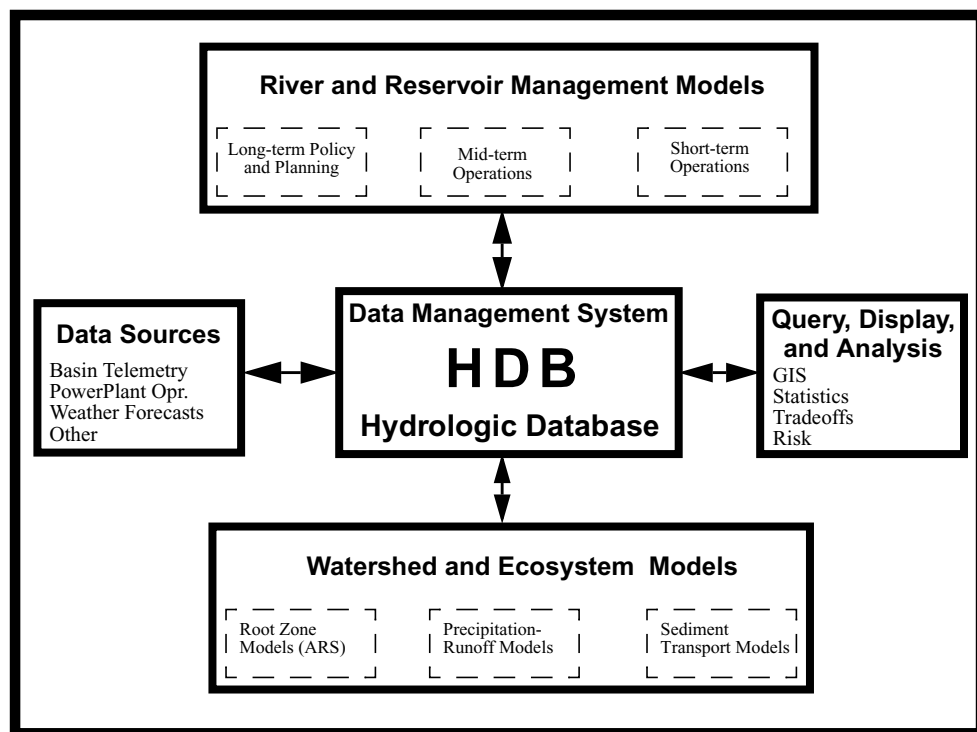 River and Reservoir Management Models
Long-term Policy
and Planning
Mid-term
Operations
Short-term
Operations
Data Sources
Basin Telemetry
PowerPlant Opr.
Weather Forecasts
Other
Data Management System
HDB
Hydrologic Database
Query, Display,
and Analysis
GIS
Statistics
Tradeoffs
Risk
Watershed and Ecosystem Models
Root Zone
Models (ARS)
Precipitation-
Runoff Models
Sediment
Transport Models